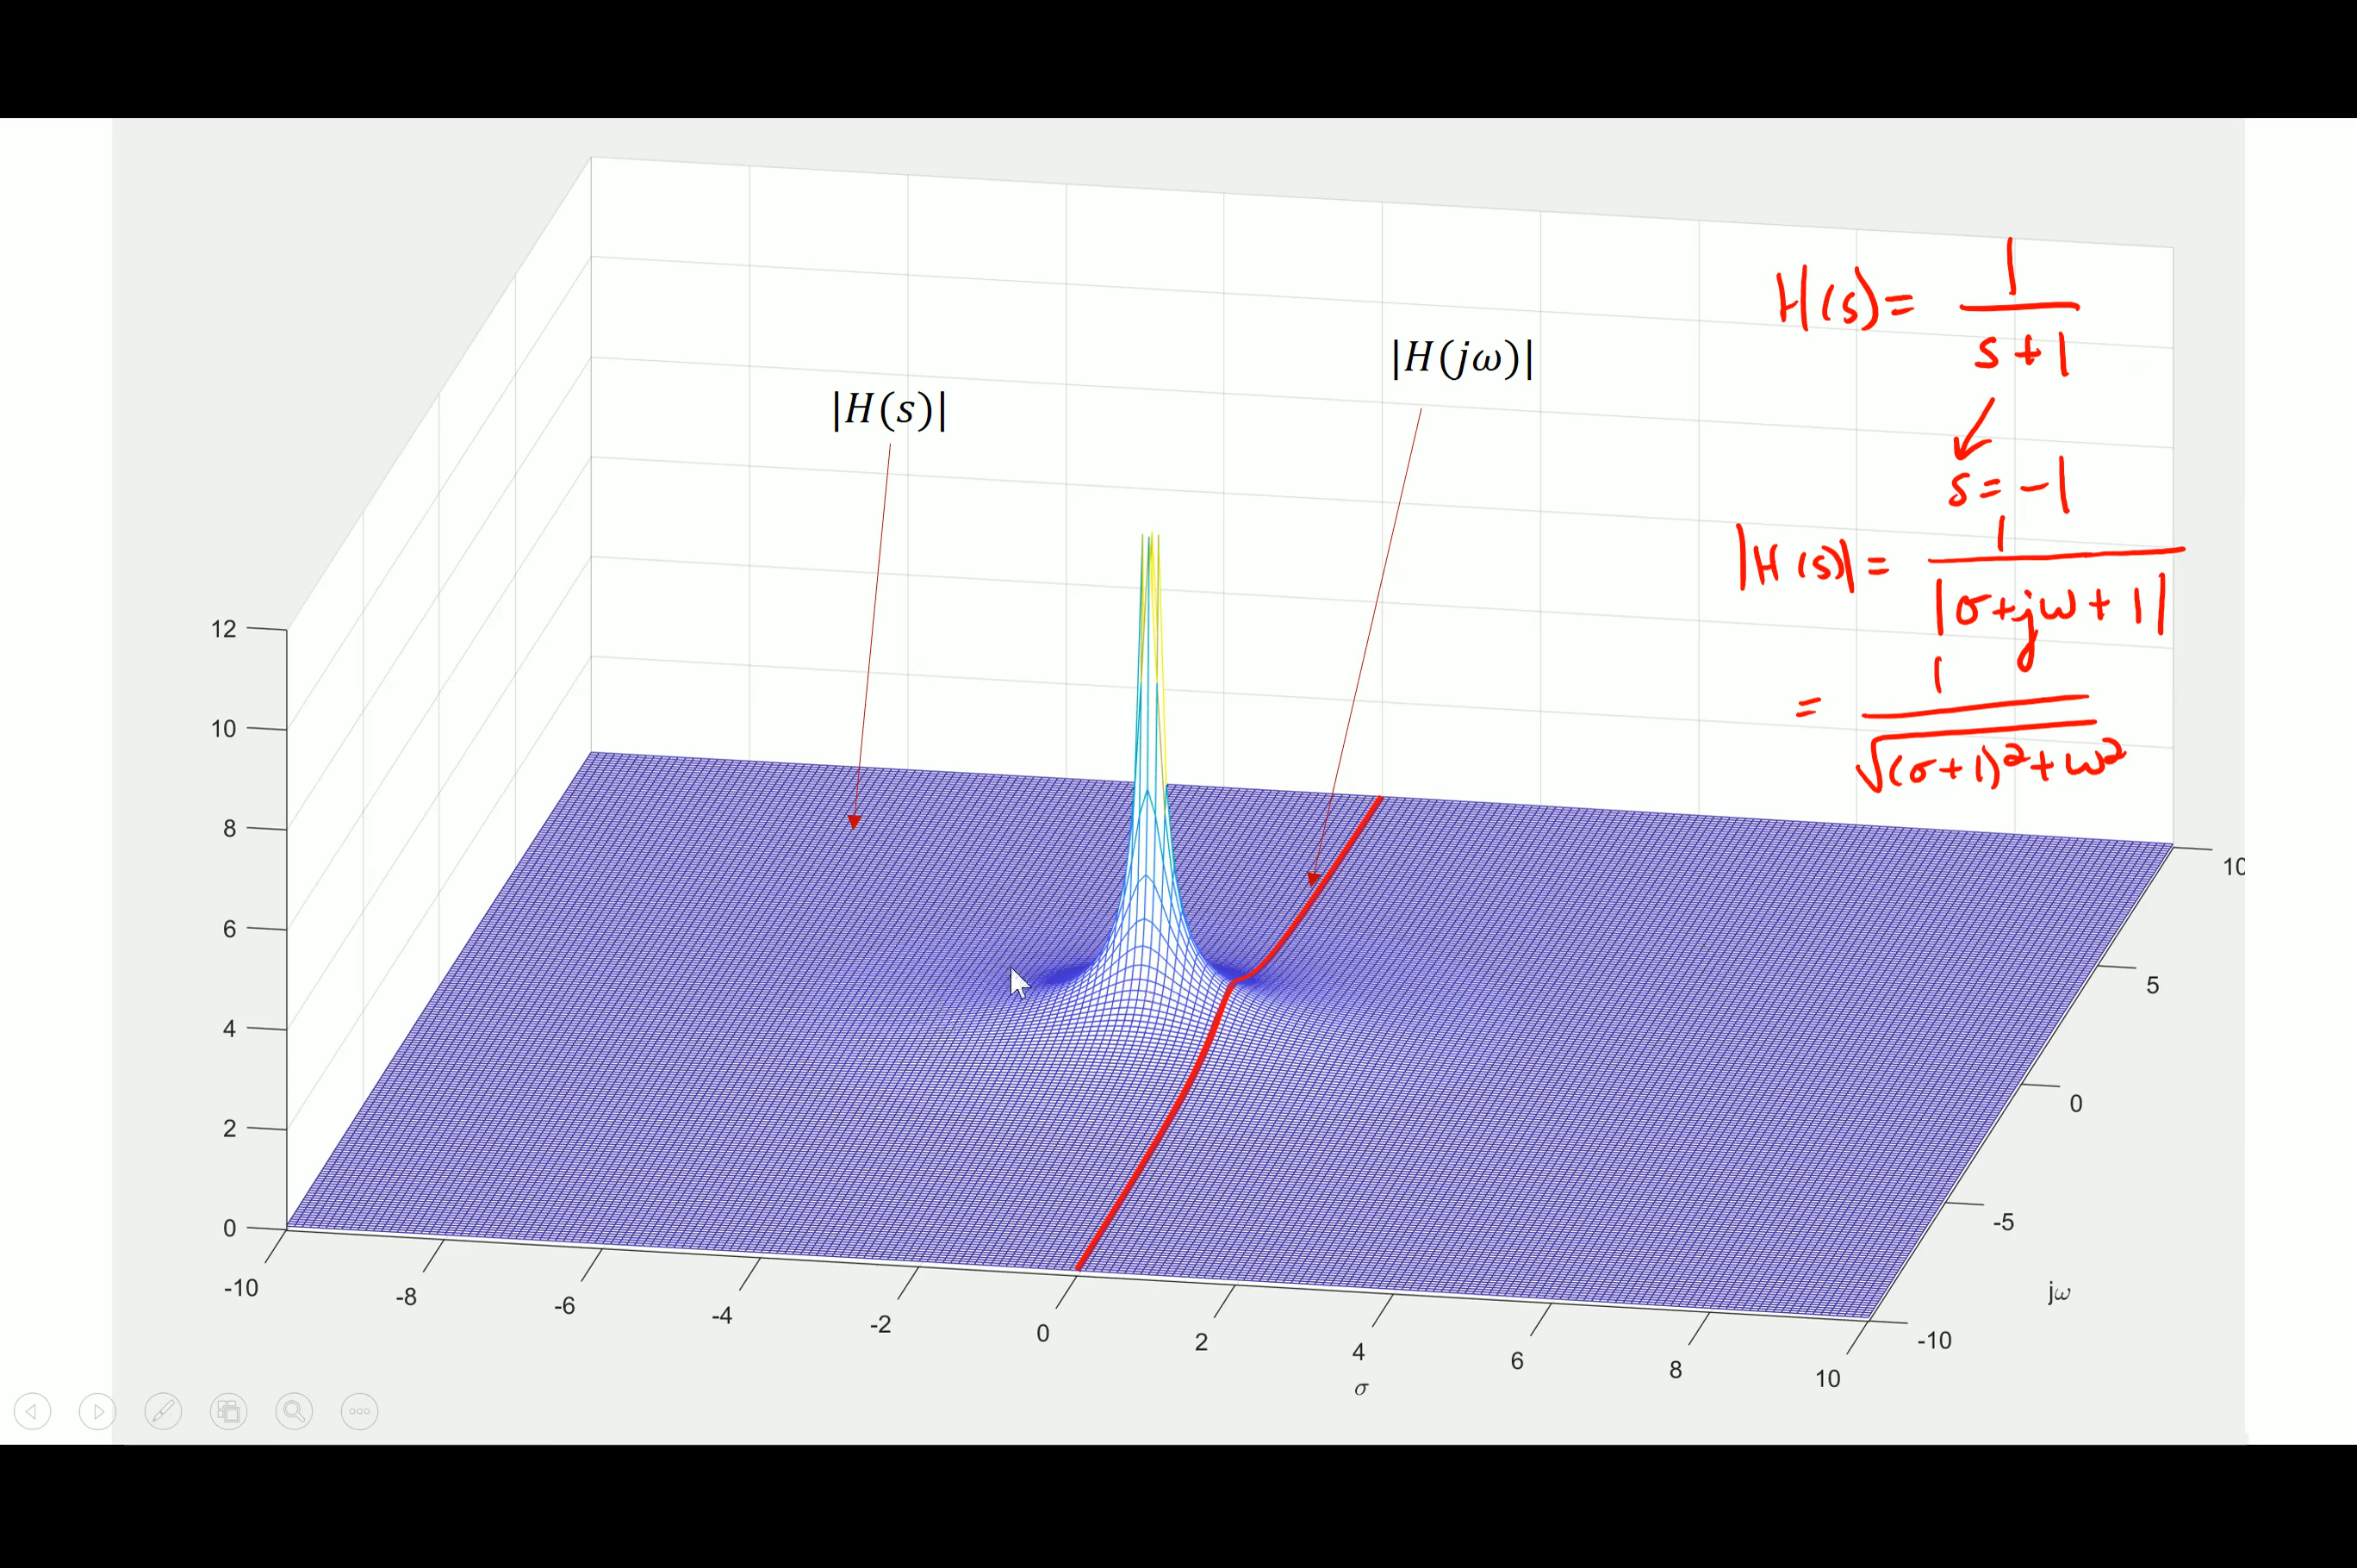 H(s) = 1 / s + 1
|H(jω)|
|H(s)|
s = -1
|H(s)| = 1 / |σ + jω + 1|
= 1 / √(σ+1)² + ω²
12
10
8
6
4
2
0
-10
-8
-6
-4
-2
0
2
4
6
8
10
σ
10
5
0
-5
-10
jω